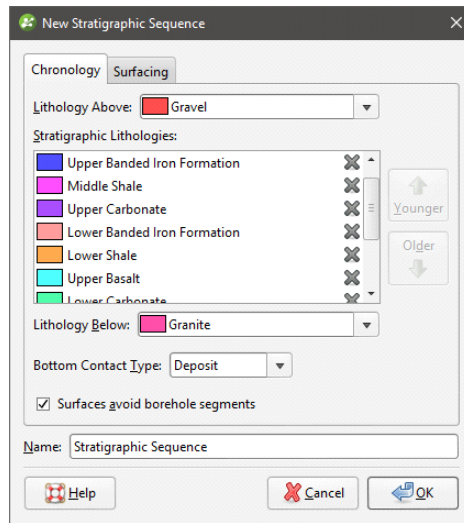 New Stratigraphic Sequence
Chronology Surfacing
Lithology Above: Gravel
Stratigraphic Lithologies:
Upper Banded Iron Formation
Middle Shale
Upper Carbonate
Lower Banded Iron Formation
Lower Shale
Upper Basalt
Lower Carbonate
Younger
Older
Lithology Below: Granite
Bottom Contact Type: Deposit
Surfaces avoid borehole segments
Name: Stratigraphic Sequence
Help Cancel OK